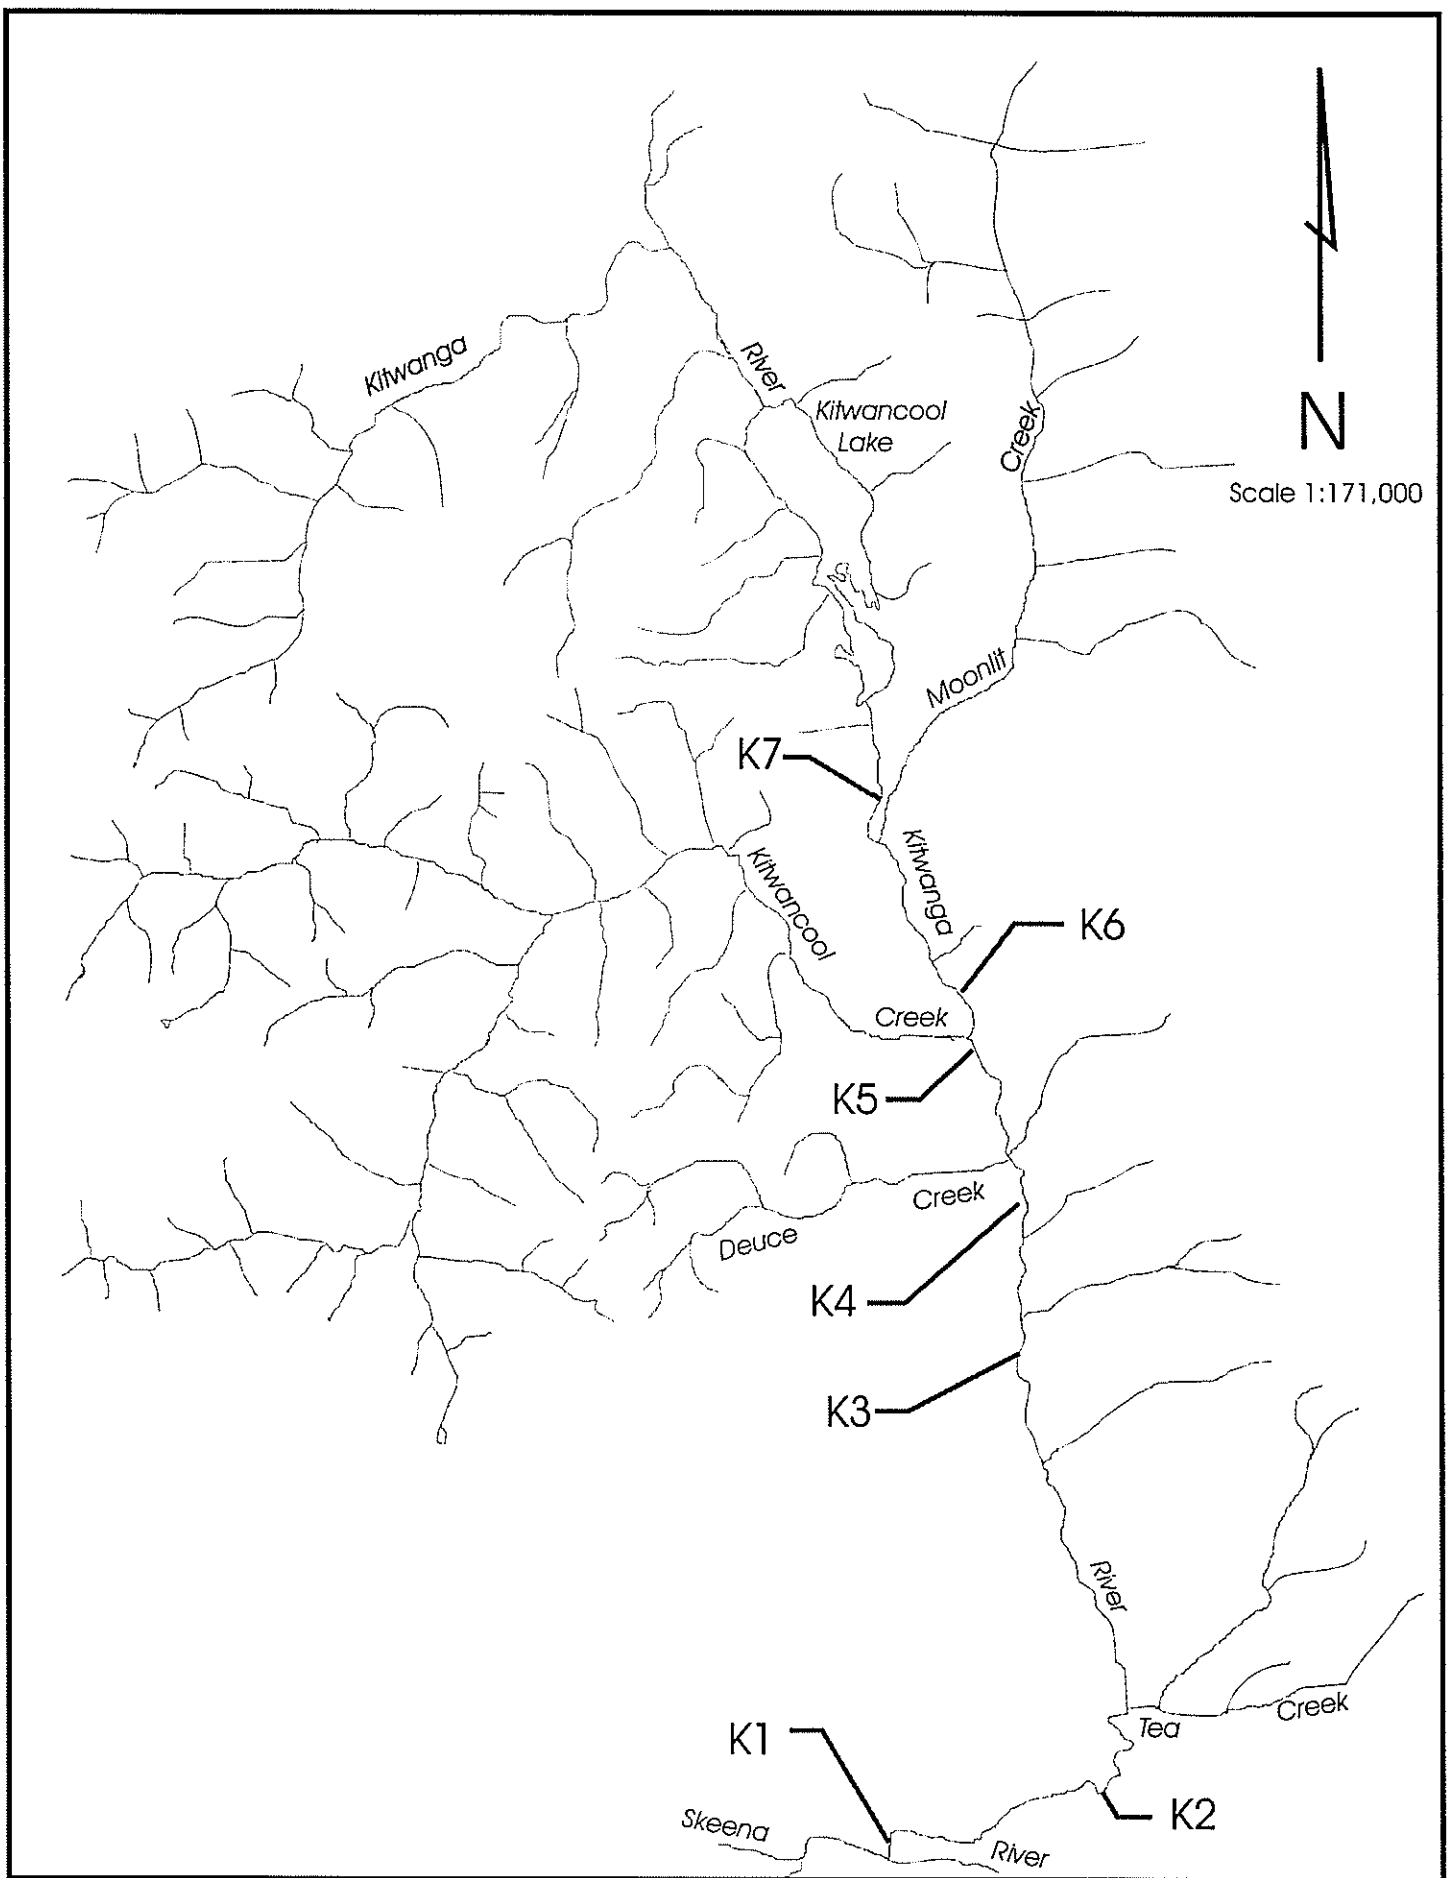 Kitwanga
River
Kitwancool
Lake
Creek
N
Scale 1:171,000
Moonlit
K7
Kitwanga
Kitwancool
K6
Creek
K5
Creek
Deuce
K4
K3
River
Creek
Tea
K1
K2
Skeena
River